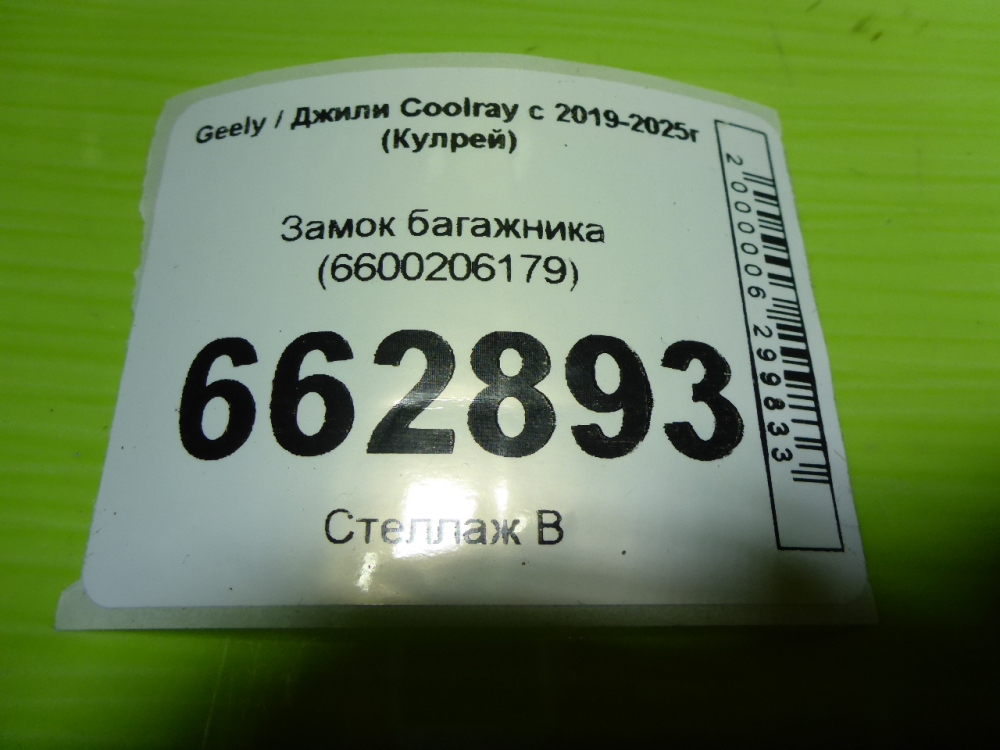 Geely / Джили Coolray с 2019-2025г
(Кулрей)
Замок багажника
(6600206179)
662893
Стеллаж В
2000006299833